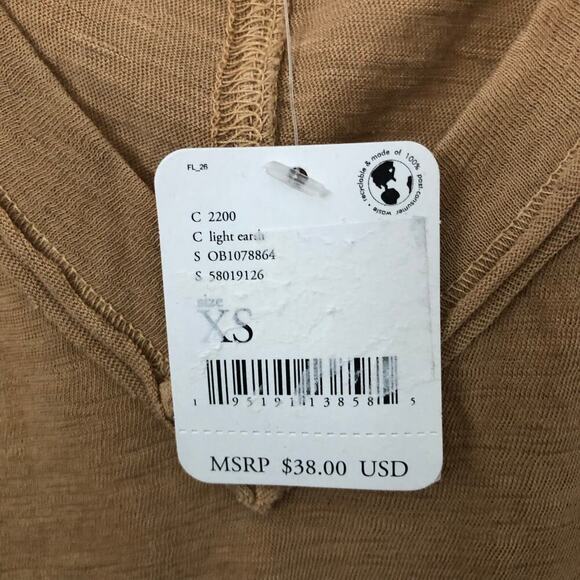 FL_26
• recyclable & made of 100% post-consumer waste
C 2200
C light earth
S OB1078864
S 58019126
size
XS
1 95191 13858 5
MSRP $38.00 USD